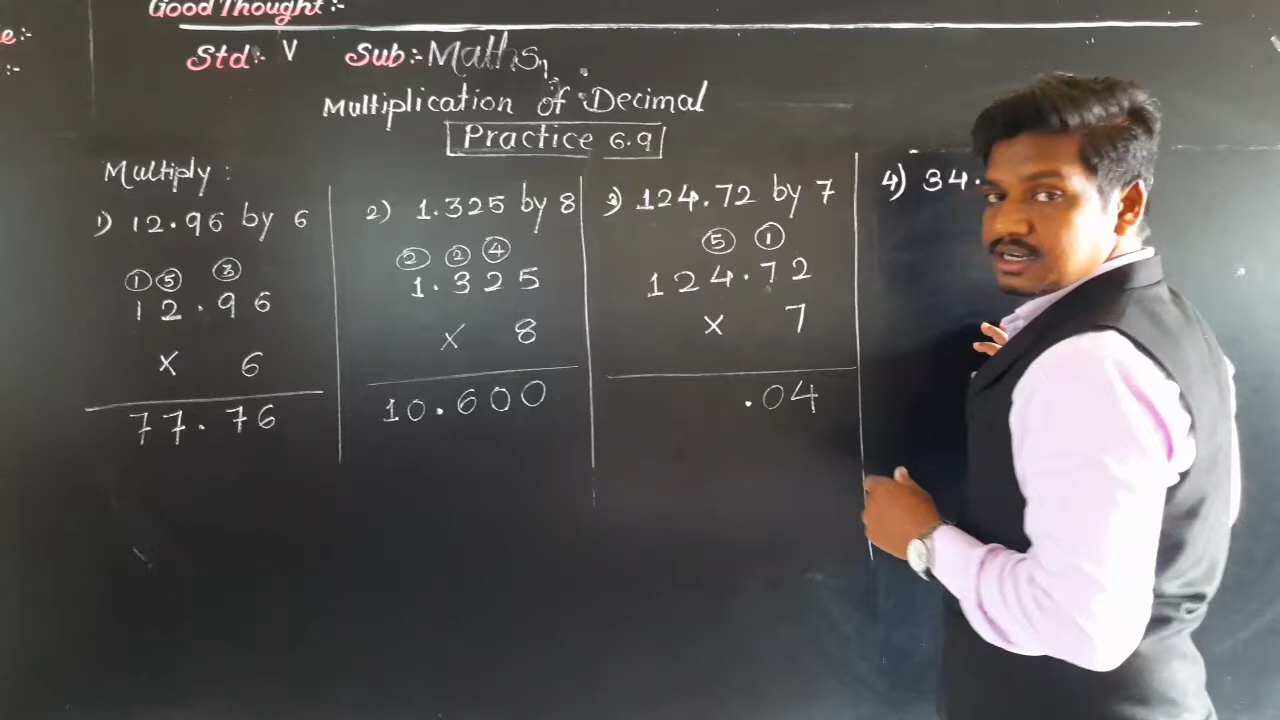 Good Thought:-
e:-
:-
Std:- V Sub:- Maths
Multiplication of Decimal
Practice 6.9
Multiply:
1) 12.96 by 6
1 5 3
12.96
× 6
77.76
2) 1.325 by 8
2 2 4
1.325
× 8
10.600
3) 124.72 by 7
5 1
124.72
× 7
.04
4) 34.